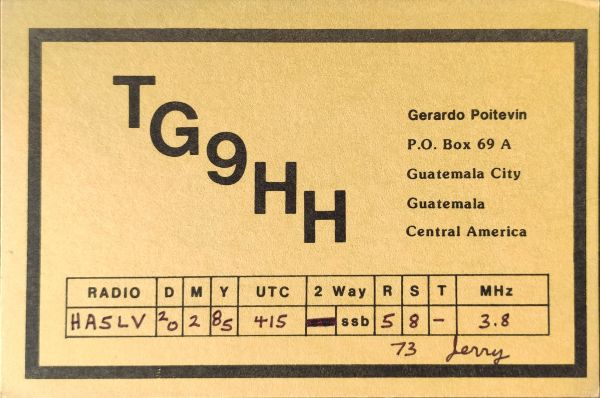 TG9HH
Gerardo Poitevin
P.O. Box 69 A
Guatemala City
Guatemala
Central America
RADIO D M Y UTC 2 Way R S T MHz
HA5LV 20 2 85 415 ssb 5 8 - 3.8
73 Jerry